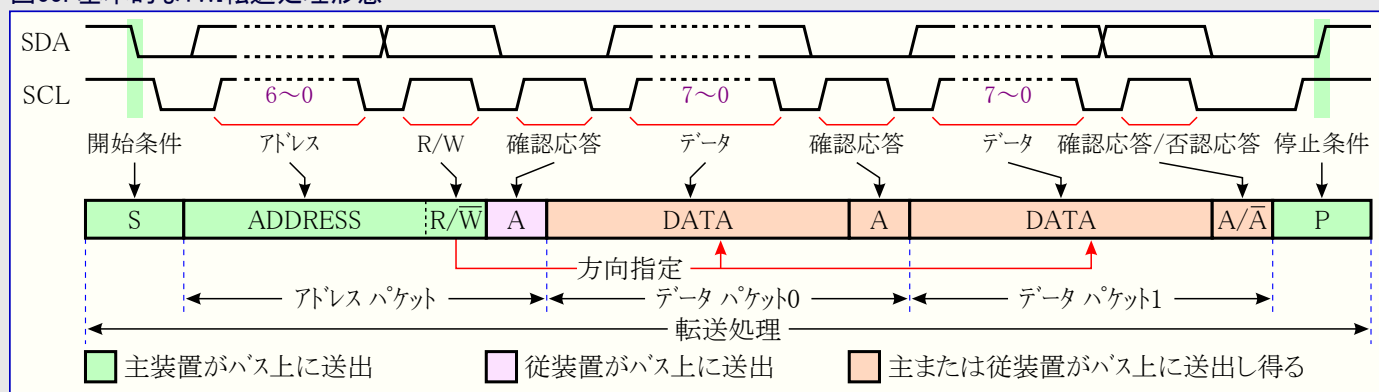 SDA
SCL
6～0 7～0 7～0
開始条件 アドレス R/W 確認応答 データ 確認応答 データ 確認応答/否認応答 停止条件
S ADDRESS R/W̅ A DATA A DATA A/A̅ P
方向指定
アドレス パケット データ パケット0 データ パケット1
転送処理
主装置がバス上に送出 従装置がバス上に送出 主または従装置がバス上に送出し得る